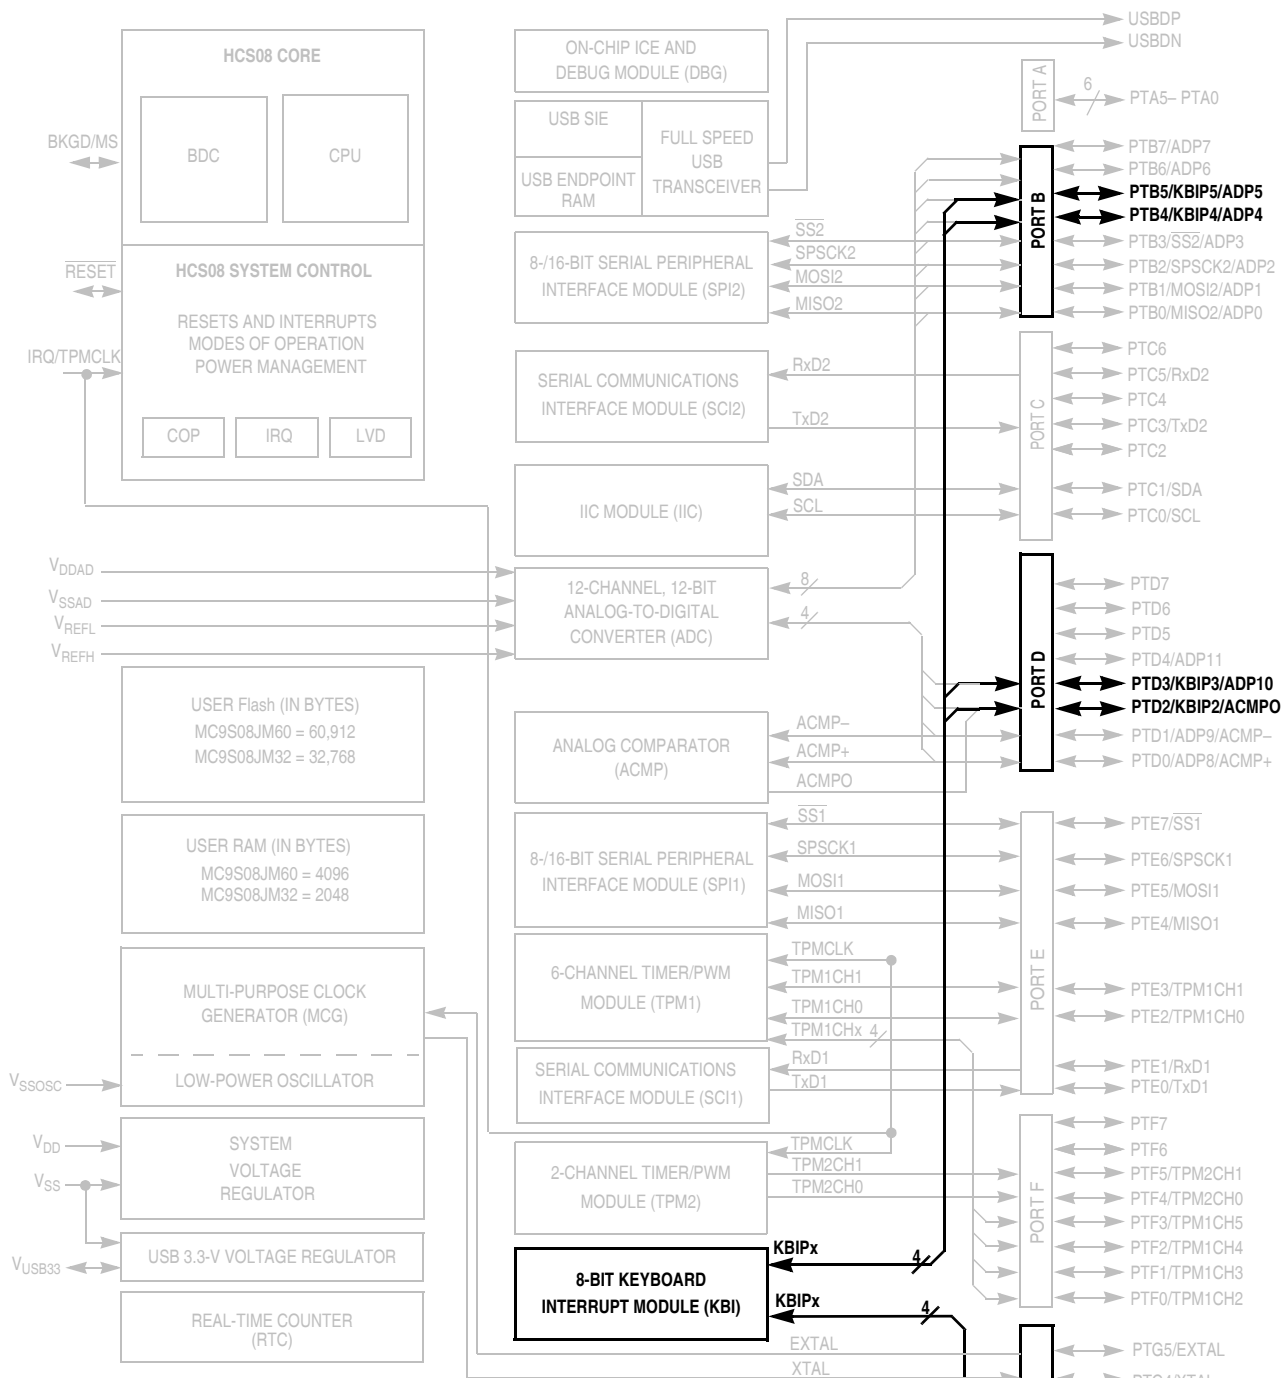 HCS08 CORE
BDC
CPU
BKGD/MS
HCS08 SYSTEM CONTROL
RESET
RESETS AND INTERRUPTS
MODES OF OPERATION
POWER MANAGEMENT
IRQ/TPMCLK
COP
IRQ
LVD
VDDAD
VSSAD
VREFL
VREFH
USER Flash (IN BYTES)
MC9S08JM60 = 60,912
MC9S08JM32 = 32,768
USER RAM (IN BYTES)
MC9S08JM60 = 4096
MC9S08JM32 = 2048
MULTI-PURPOSE CLOCK
GENERATOR (MCG)
LOW-POWER OSCILLATOR
VSSOSC
VDD
VSS
SYSTEM
VOLTAGE
REGULATOR
VUSB33
USB 3.3-V VOLTAGE REGULATOR
REAL-TIME COUNTER
(RTC)
ON-CHIP ICE AND
DEBUG MODULE (DBG)
USB SIE
USB ENDPOINT
RAM
FULL SPEED
USB
TRANSCEIVER
8-/16-BIT SERIAL PERIPHERAL
INTERFACE MODULE (SPI2)
SS2
SPSCK2
MOSI2
MISO2
SERIAL COMMUNICATIONS
INTERFACE MODULE (SCI2)
RxD2
TxD2
IIC MODULE (IIC)
SDA
SCL
12-CHANNEL, 12-BIT
ANALOG-TO-DIGITAL
CONVERTER (ADC)
8
4
ANALOG COMPARATOR
(ACMP)
ACMP–
ACMP+
ACMPO
8-/16-BIT SERIAL PERIPHERAL
INTERFACE MODULE (SPI1)
SS1
SPSCK1
MOSI1
MISO1
6-CHANNEL TIMER/PWM
MODULE (TPM1)
TPMCLK
TPM1CH1
TPM1CH0
TPM1CHx 4
SERIAL COMMUNICATIONS
INTERFACE MODULE (SCI1)
RxD1
TxD1
2-CHANNEL TIMER/PWM
MODULE (TPM2)
TPMCLK
TPM2CH1
TPM2CH0
8-BIT KEYBOARD
INTERRUPT MODULE (KBI)
KBIPx
4
KBIPx
4
EXTAL
XTAL
USBDP
USBDN
PORT A
6
PTA5– PTA0
PORT B
PTB7/ADP7
PTB6/ADP6
PTB5/KBIP5/ADP5
PTB4/KBIP4/ADP4
PTB3/SS2/ADP3
PTB2/SPSCK2/ADP2
PTB1/MOSI2/ADP1
PTB0/MISO2/ADP0
PORT C
PTC6
PTC5/RxD2
PTC4
PTC3/TxD2
PTC2
PTC1/SDA
PTC0/SCL
PORT D
PTD7
PTD6
PTD5
PTD4/ADP11
PTD3/KBIP3/ADP10
PTD2/KBIP2/ACMPO
PTD1/ADP9/ACMP–
PTD0/ADP8/ACMP+
PORT E
PTE7/SS1
PTE6/SPSCK1
PTE5/MOSI1
PTE4/MISO1
PTE3/TPM1CH1
PTE2/TPM1CH0
PTE1/RxD1
PTE0/TxD1
PORT F
PTF7
PTF6
PTF5/TPM2CH1
PTF4/TPM2CH0
PTF3/TPM1CH5
PTF2/TPM1CH4
PTF1/TPM1CH3
PTF0/TPM1CH2
PTG5/EXTAL